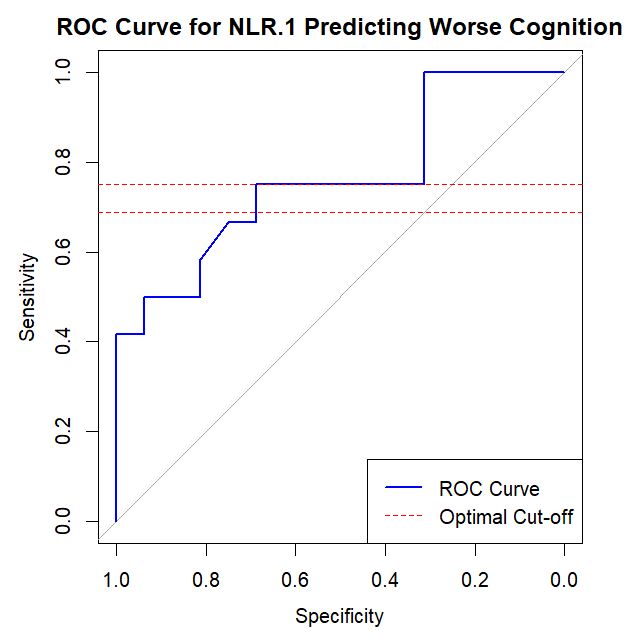 ROC Curve for NLR.1 Predicting Worse Cognition
1.0
0.8
0.6
0.4
0.2
0.0
Sensitivity
ROC Curve
Optimal Cut-off
1.0 0.8 0.6 0.4 0.2 0.0
Specificity